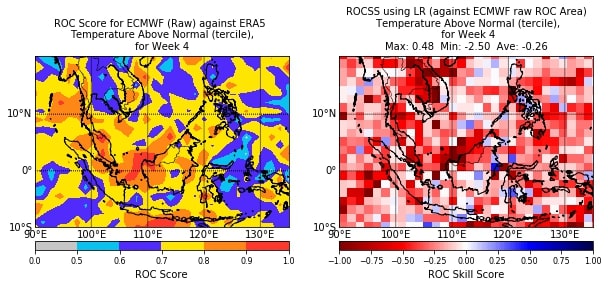 ROC Score for ECMWF (Raw) against ERA5
Temperature Above Normal (tercile),
for Week 4
10°N
0°
10°S
90°E 100°E 110°E 120°E 130°E
0.0 0.5 0.6 0.7 0.8 0.9 1.0
ROC Score
ROCSS using LR (against ECMWF raw ROC Area)
Temperature Above Normal (tercile),
for Week 4
Max: 0.48 Min: -2.50 Ave: -0.26
10°N
0°
10°S
90°E 100°E 110°E 120°E 130°E
−1.00 −0.75 −0.50 −0.25 0.00 0.25 0.50 0.75 1.00
ROC Skill Score